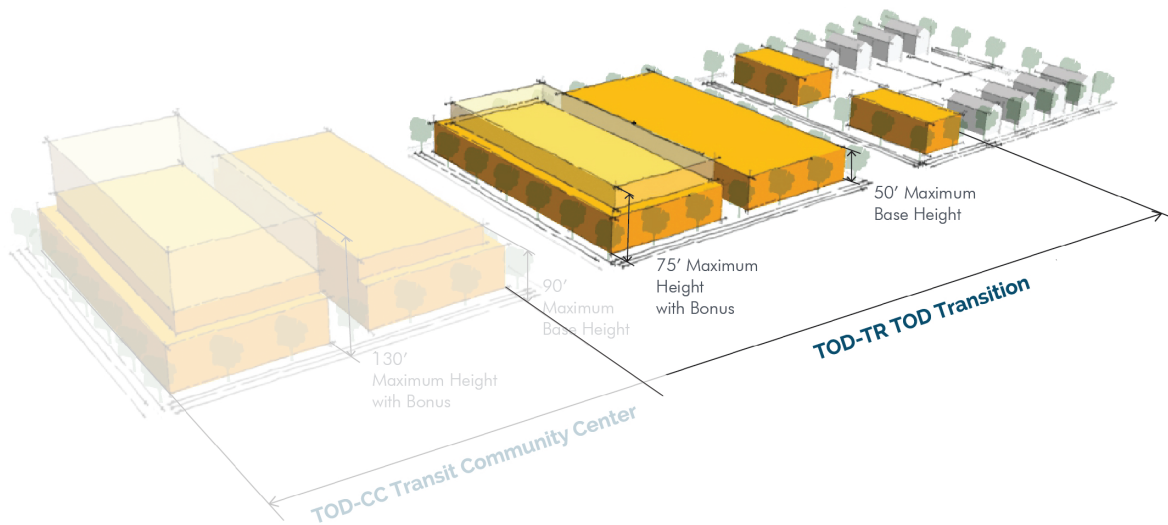 50’ Maximum
Base Height
75’ Maximum
Height
with Bonus
90’
Maximum
Base Height
130’
Maximum Height
with Bonus
TOD-TR TOD Transition
TOD-CC Transit Community Center